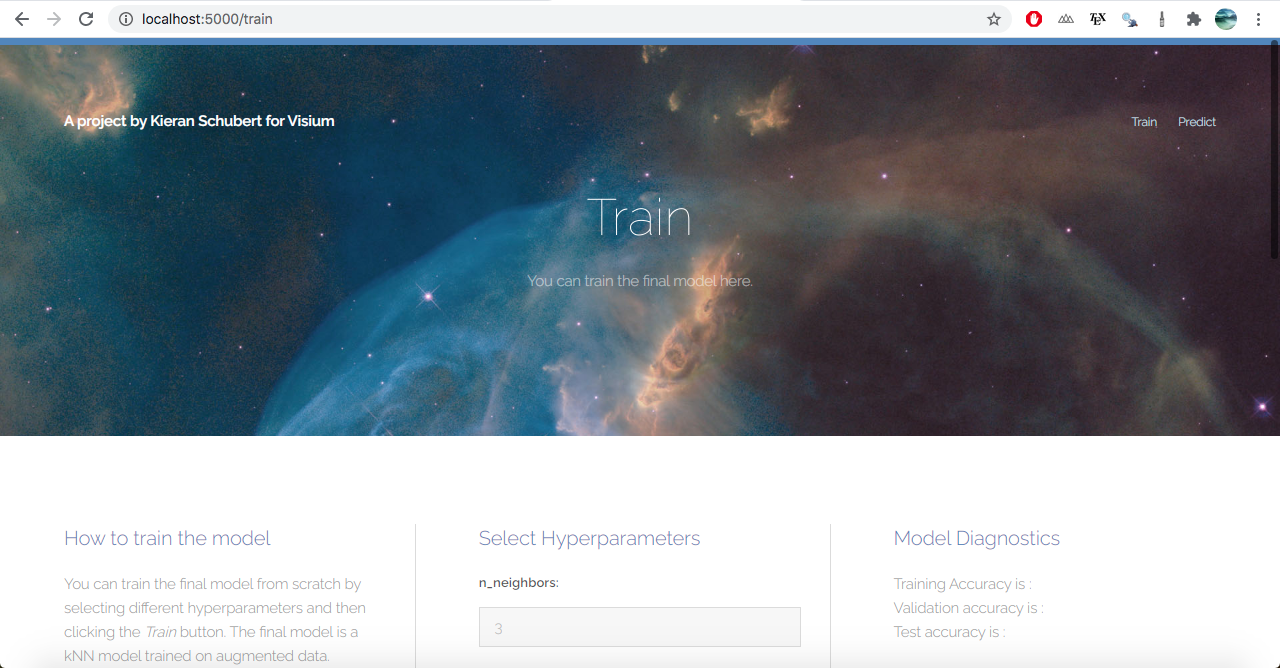 localhost:5000/train
TEX
A project by Kieran Schubert for Visium
Train
Predict
Train
You can train the final model here.
How to train the model
You can train the final model from scratch by
selecting different hyperparameters and then
clicking the Train button. The final model is a
kNN model trained on augmented data.
Select Hyperparameters
n_neighbors:
3
Model Diagnostics
Training Accuracy is :
Validation accuracy is :
Test accuracy is :